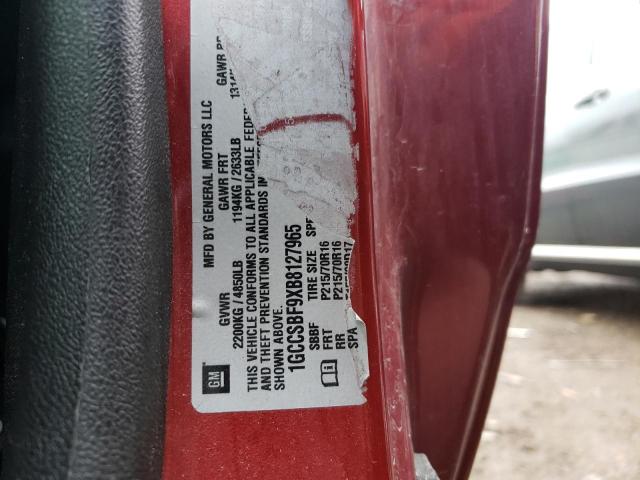 GM
MFD BY GENERAL MOTORS LLC
GVWR GAWR FRT GAWR RR
2200KG / 4850LB 1194KG / 2633LB
THIS VEHICLE CONFORMS TO ALL APPLICABLE
AND THEFT PREVENTION STANDARDS IN
SHOWN ABOVE.
1GCCSBF9XB8127965
SBBF TIRE SIZE
FRT P215/70R16
RR P215/70R16
SPA